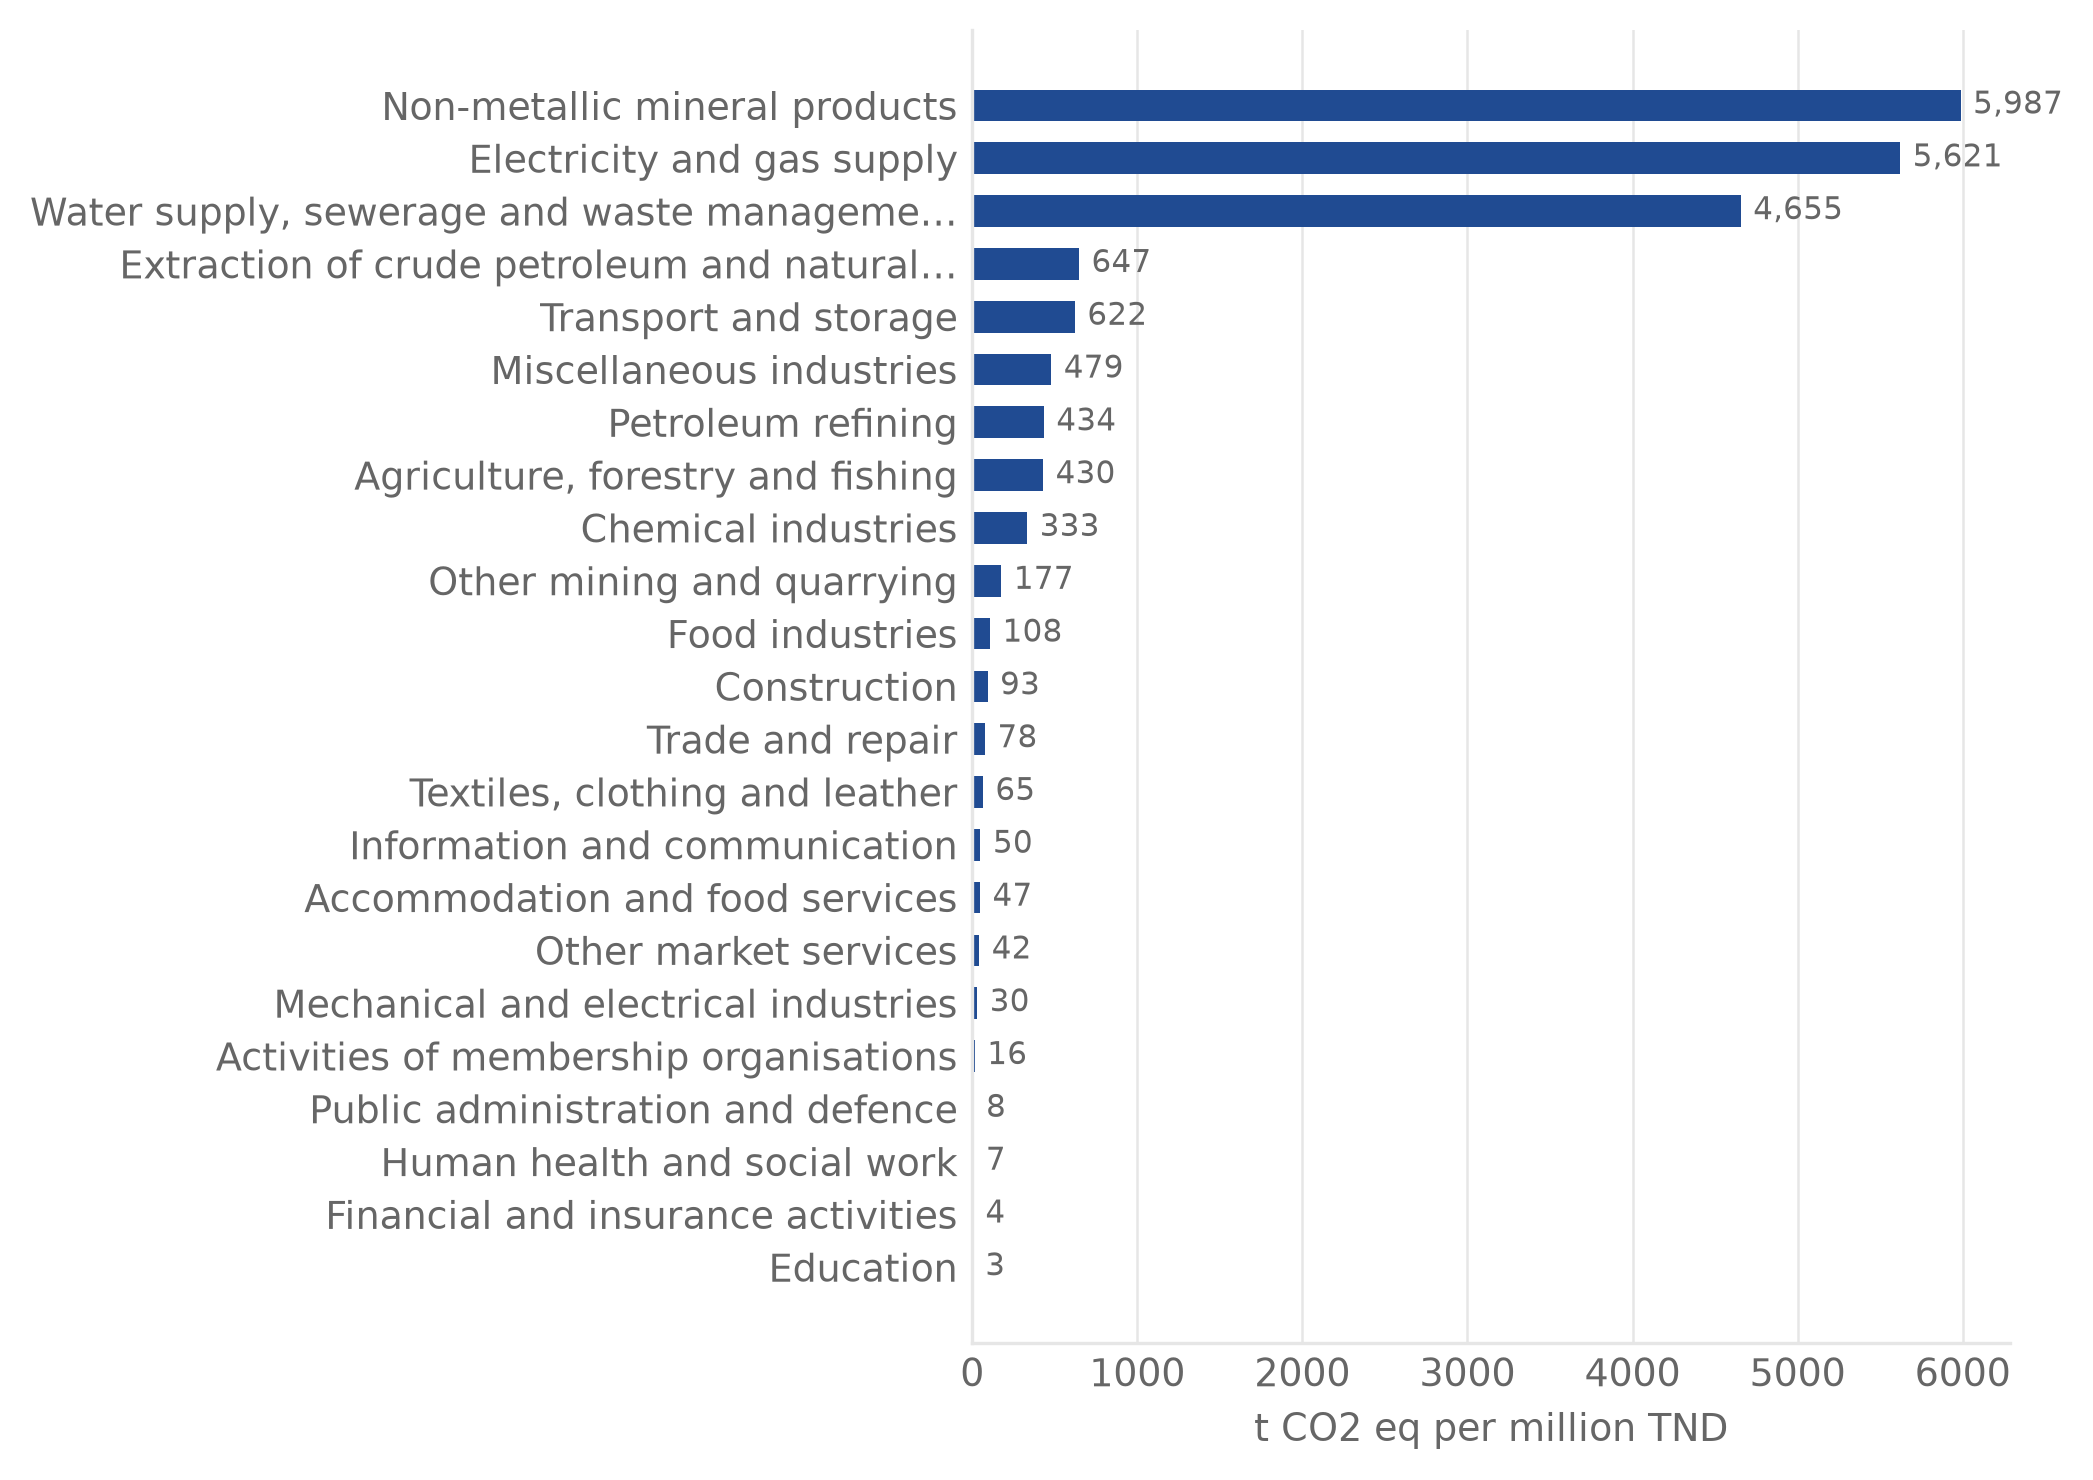 Non-metallic mineral products 5,987
Electricity and gas supply 5,621
Water supply, sewerage and waste manageme… 4,655
Extraction of crude petroleum and natural… 647
Transport and storage 622
Miscellaneous industries 479
Petroleum refining 434
Agriculture, forestry and fishing 430
Chemical industries 333
Other mining and quarrying 177
Food industries 108
Construction 93
Trade and repair 78
Textiles, clothing and leather 65
Information and communication 50
Accommodation and food services 47
Other market services 42
Mechanical and electrical industries 30
Activities of membership organisations 16
Public administration and defence 8
Human health and social work 7
Financial and insurance activities 4
Education 3
0 1000 2000 3000 4000 5000 6000
t CO2 eq per million TND